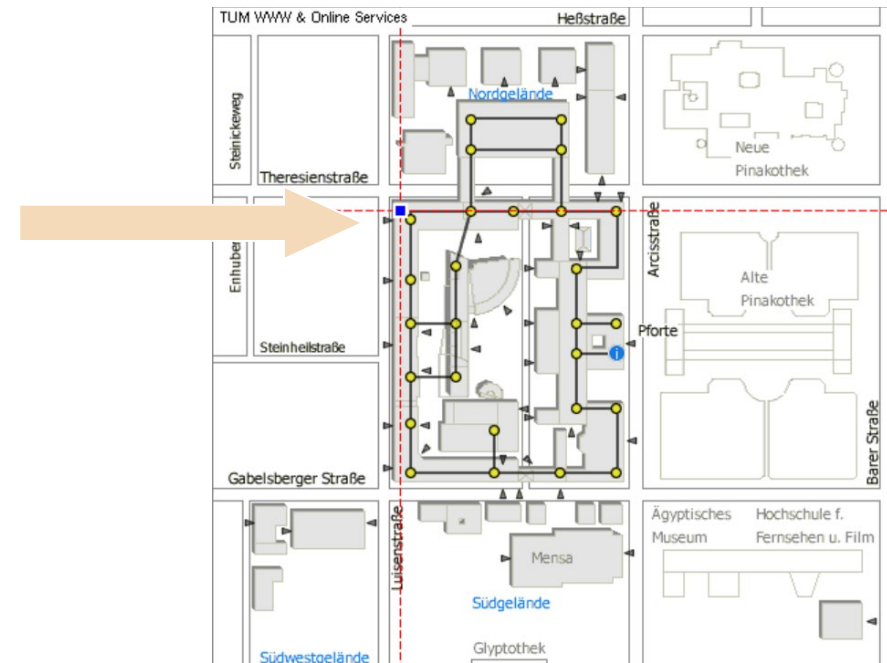 TUM WWW & Online Services
Heßstraße
Nordgelände
Steinickeweg
Neue
Pinakothek
Theresienstraße
Arcisstraße
Enhuber
Alte
Pinakothek
Pforte
i
Steinheilstraße
Barer Straße
Gabelsberger Straße
Luisenstraße
Ägyptisches
Museum
Hochschule f.
Fernsehen u. Film
Mensa
Südgelände
Glyptothek
Südwestgelände